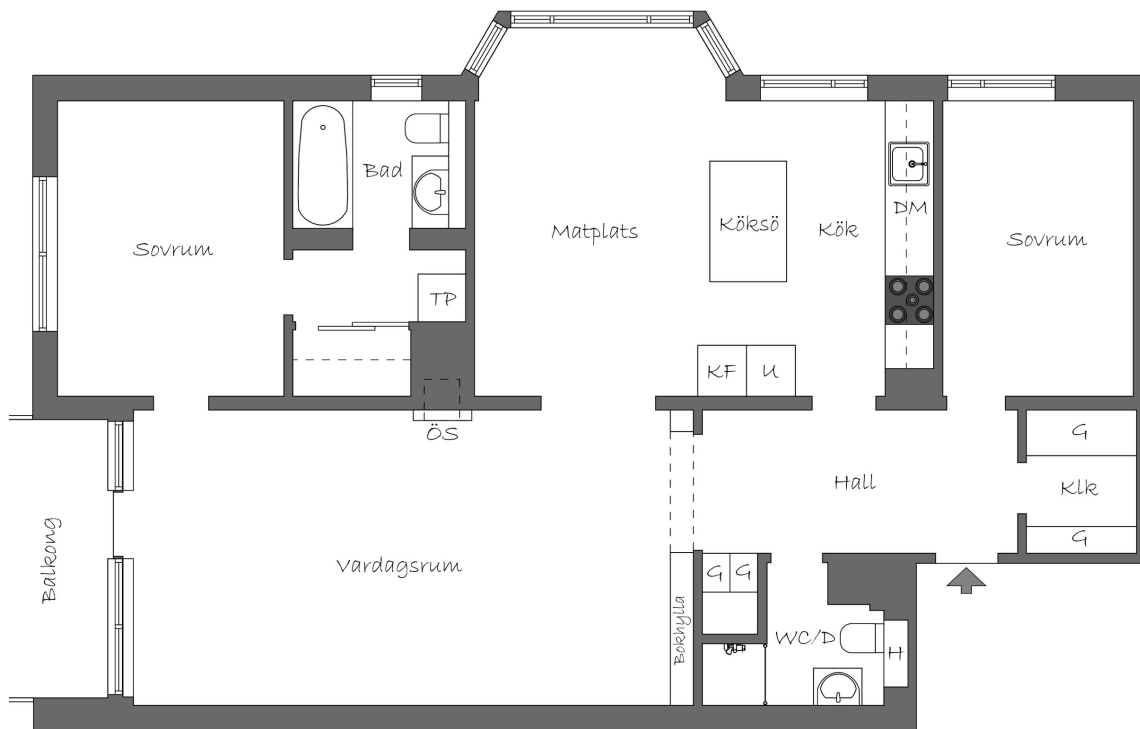 Bad
Sovrum
TP
Matplats
Köksö
Kök
DM
Sovrum
KF
U
ÖS
Hall
G
Klk
G
Balkong
Vardagsrum
Bokhylla
G
G
WC/D
H